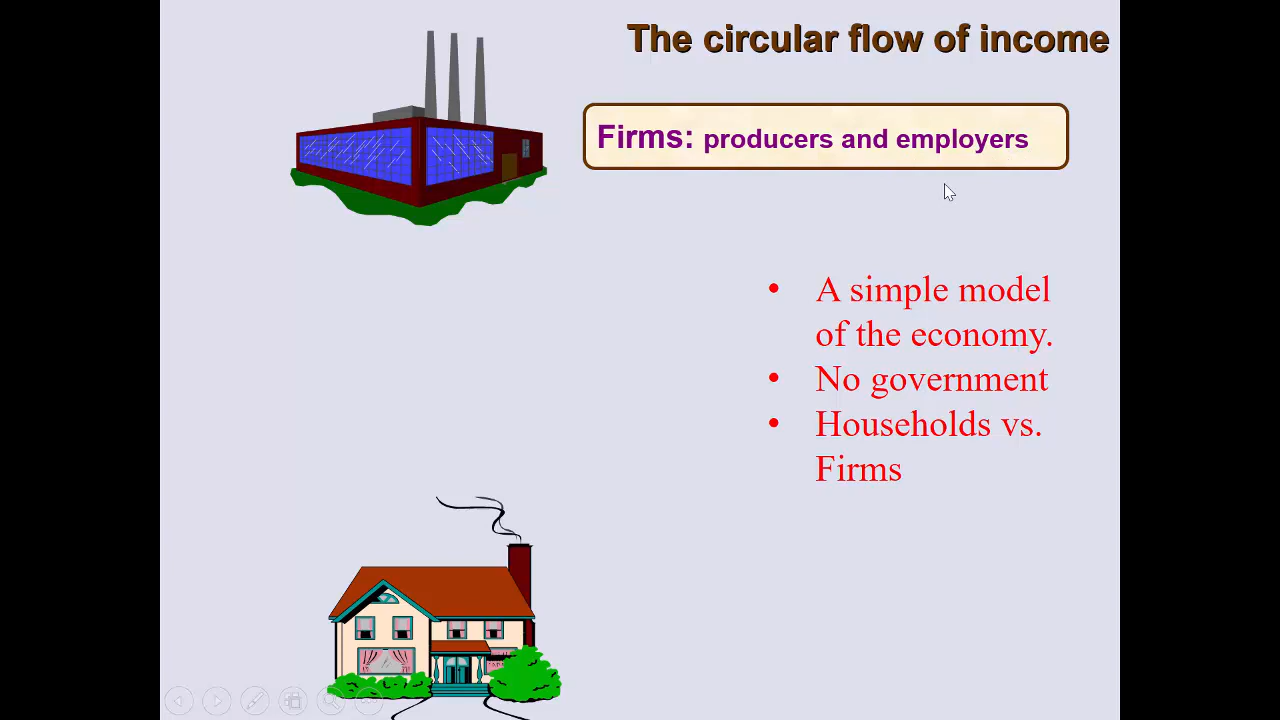 The circular flow of income
Firms: producers and employers
• A simple model
of the economy.
• No government
• Households vs.
Firms